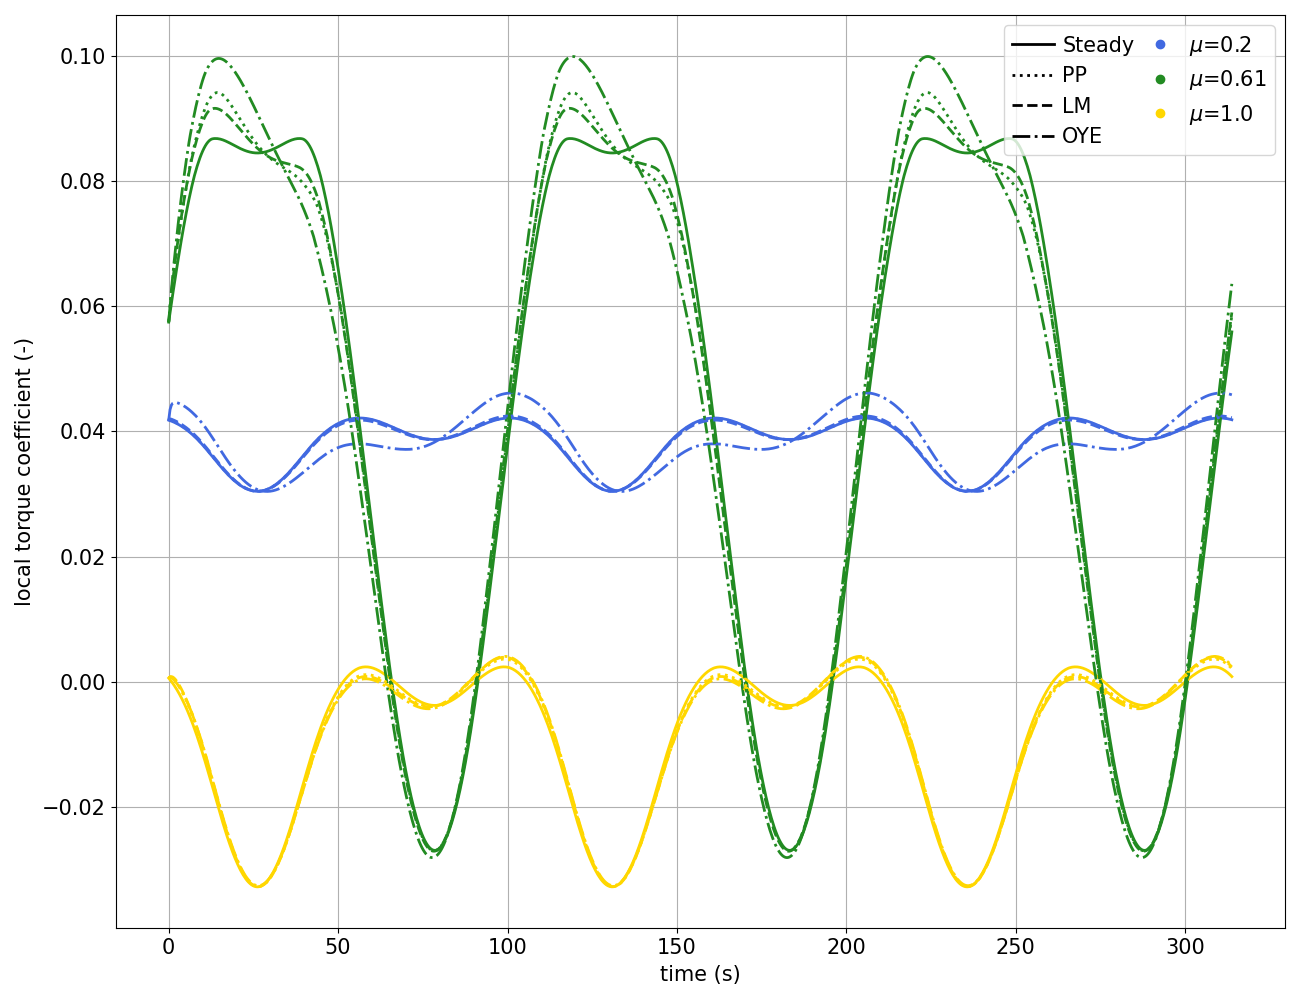 0.10
0.08
0.06
0.04
0.02
0.00
−0.02
local torque coefficient (-)
0
50
100
150
200
250
300
time (s)
Steady
PP
LM
OYE
μ=0.2
μ=0.61
μ=1.0